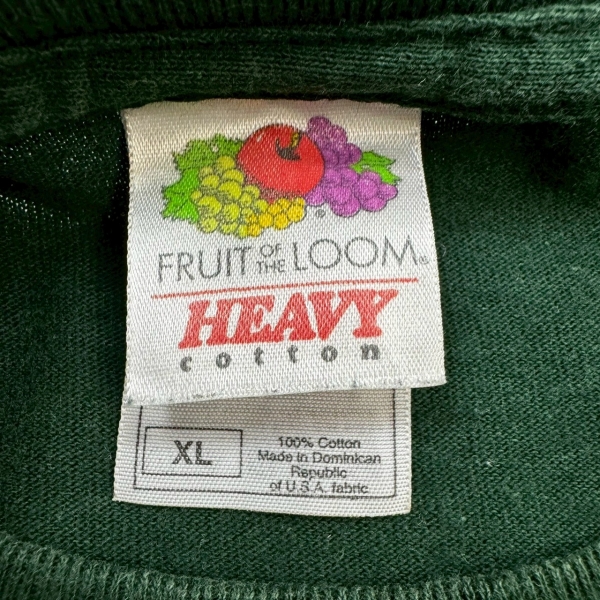 ®
FRUIT OF THE LOOM®
HEAVY
cotton
XL
100% Cotton
Made in Dominican
Republic
of U.S.A. fabric